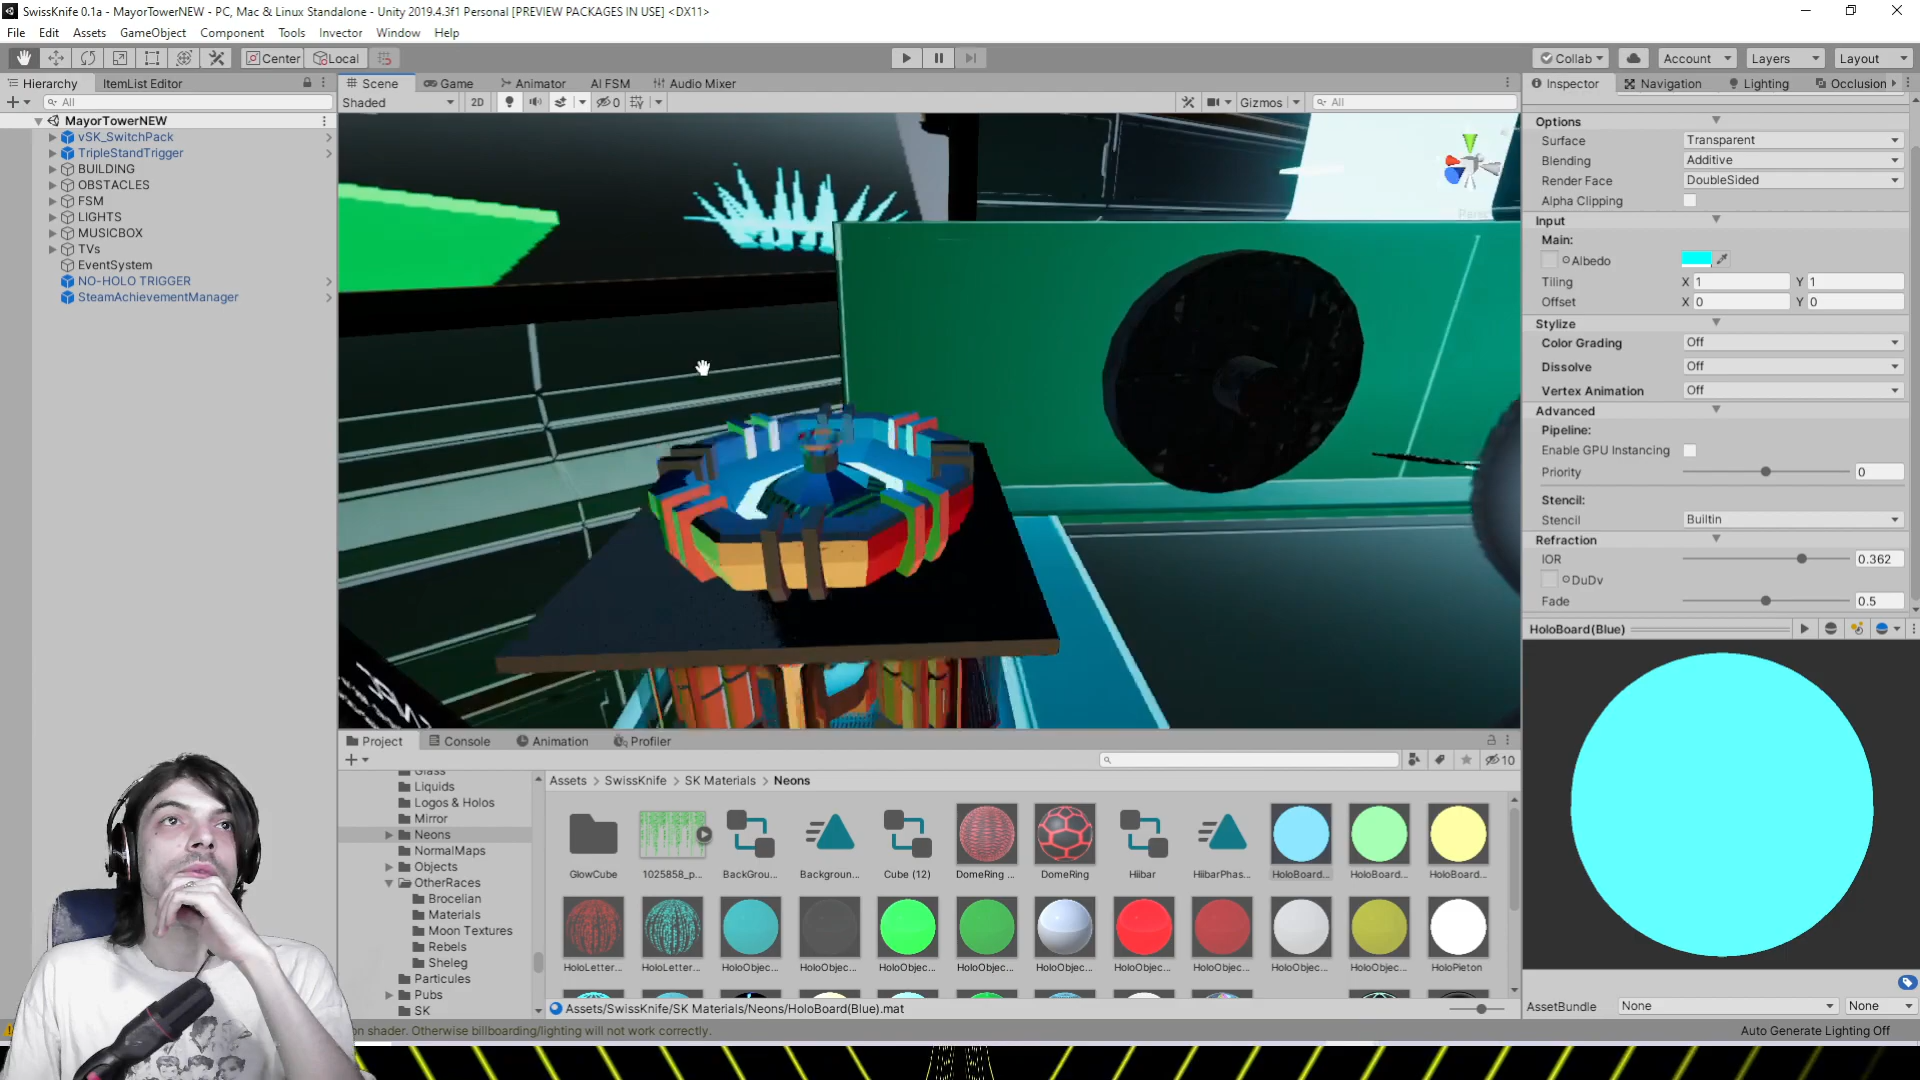 SwissKnife 0.1a - MayorTowerNEW - PC, Mac & Linux Standalone - Unity 2019.4.3f1 Personal [PREVIEW PACKAGES IN USE] <DX11>
File Edit Assets GameObject Component Tools Invector Window Help
Center Local Collab Account Layers Layout
Hierarchy ItemList Editor
All
MayorTowerNEW
vSK_SwitchPack
TripleStandTrigger
BUILDING
OBSTACLES
FSM
LIGHTS
MUSICBOX
TVs
EventSystem
NO-HOLO TRIGGER
SteamAchievementManager
Scene Game Animator AI FSM Audio Mixer
Shaded 2D 0 Gizmos All
Inspector Navigation Lighting Occlusion
Options
Surface Transparent
Blending Additive
Render Face DoubleSided
Alpha Clipping
Input
Main:
Albedo
Tiling X 1 Y 1
Offset X 0 Y 0
Stylize
Color Grading Off
Dissolve Off
Vertex Animation Off
Advanced
Pipeline:
Enable GPU Instancing
Priority 0
Stencil:
Stencil Builtin
Refraction
IOR 0.362
DuDv
Fade 0.5
HoloBoard(Blue)
AssetBundle None None
Auto Generate Lighting Off
Project Console Animation Profiler
10
Glass
Liquids
Logos & Holos
Mirror
Neons
NormalMaps
Objects
OtherRaces
Brocelian
Materials
Moon Textures
Rebels
Sheleg
Particules
Pubs
SK
Assets > SwissKnife > SK Materials > Neons
GlowCube 1025858_p... BackGrou... Backgroun... Cube (12) DomeRing ... DomeRing Hiibar HiibarPhas... HoloBoard... HoloBoard... HoloBoard...
HoloLetter... HoloLetter... HoloObjec... HoloObjec... HoloObjec... HoloObjec... HoloObjec... HoloObjec... HoloObjec... HoloObjec... HoloObjec... HoloPieton
Assets/SwissKnife/SK Materials/Neons/HoloBoard(Blue).mat
on shader. Otherwise billboarding/lighting will not work correctly.